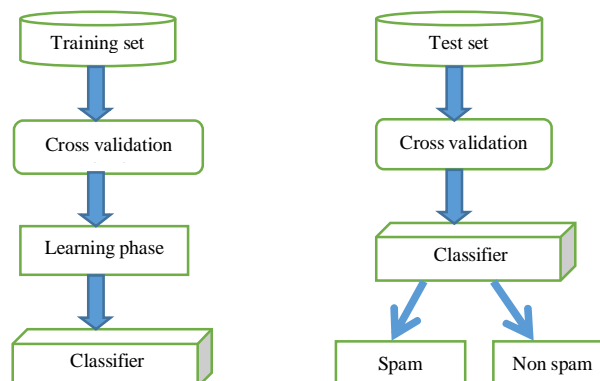 Training set
Cross validation
Learning phase
Classifier
Test set
Cross validation
Classifier
Spam
Non spam